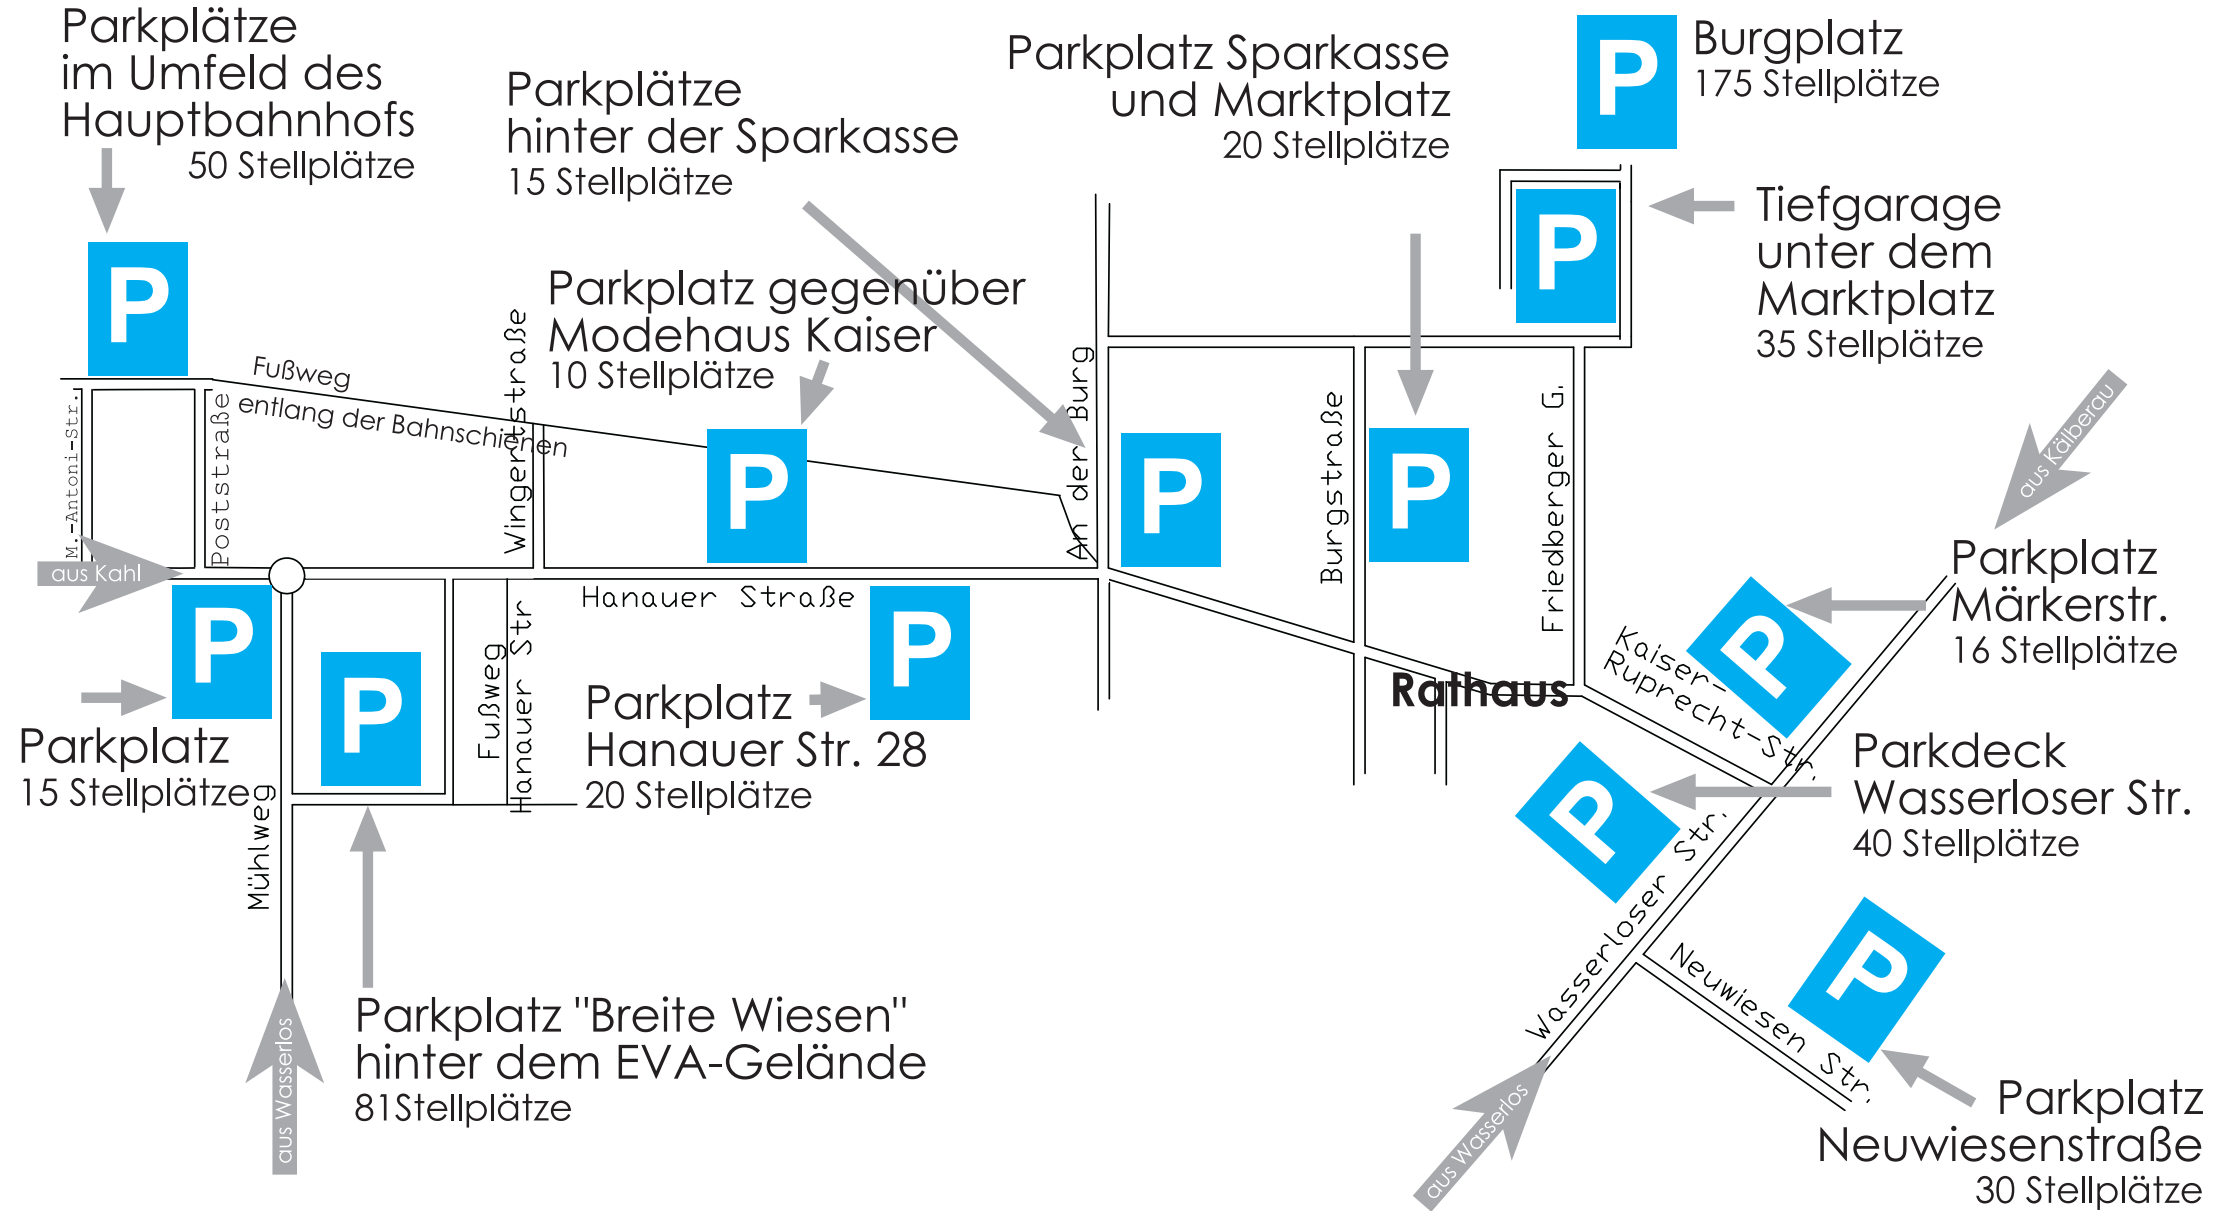 Parkplätze
im Umfeld des
Hauptbahnhofs
50 Stellplätze
P
Parkplätze
hinter der Sparkasse
15 Stellplätze
Parkplatz Sparkasse
und Marktplatz
20 Stellplätze
P
Burgplatz
175 Stellplätze
P
Tiefgarage
unter dem
Marktplatz
35 Stellplätze
Parkplatz gegenüber
Modehaus Kaiser
10 Stellplätze
P
P
P
Fußweg
entlang der Bahnschienen
M.-Antoni-Str.
Poststraße
Wingertstraße
An der Burg
Burgstraße
Friedberger G.
aus Kälberau
aus Kahl
Hanauer Straße
P
Parkplatz
15 Stellplätze
P
Fußweg
Hanauer Str
Parkplatz
Hanauer Str. 28
20 Stellplätze
P
Rathaus
Kaiser-
Ruprecht-Str.
P
Parkplatz
Märkerstr.
16 Stellplätze
P
Parkdeck
Wasserloser Str.
40 Stellplätze
Mühlweg
Wasserloser Str.
Neuwiesen Str.
P
aus Wasserlos
Parkplatz "Breite Wiesen"
hinter dem EVA-Gelände
81Stellplätze
aus Wasserlos
Parkplatz
Neuwiesenstraße
30 Stellplätze